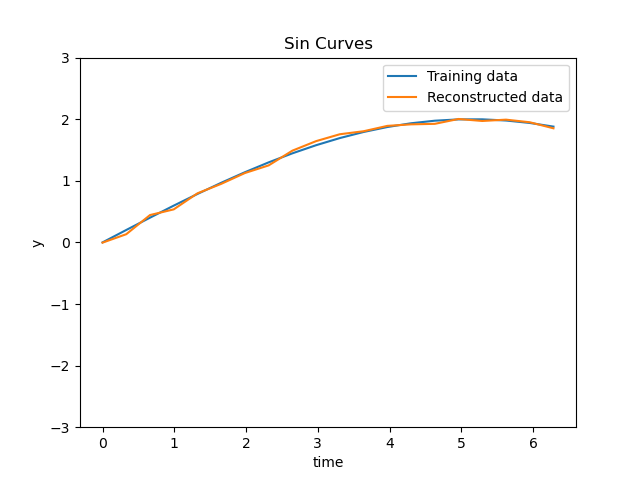 Sin Curves
Training data
Reconstructed data
3
2
1
0
−1
−2
−3
y
0 1 2 3 4 5 6
time